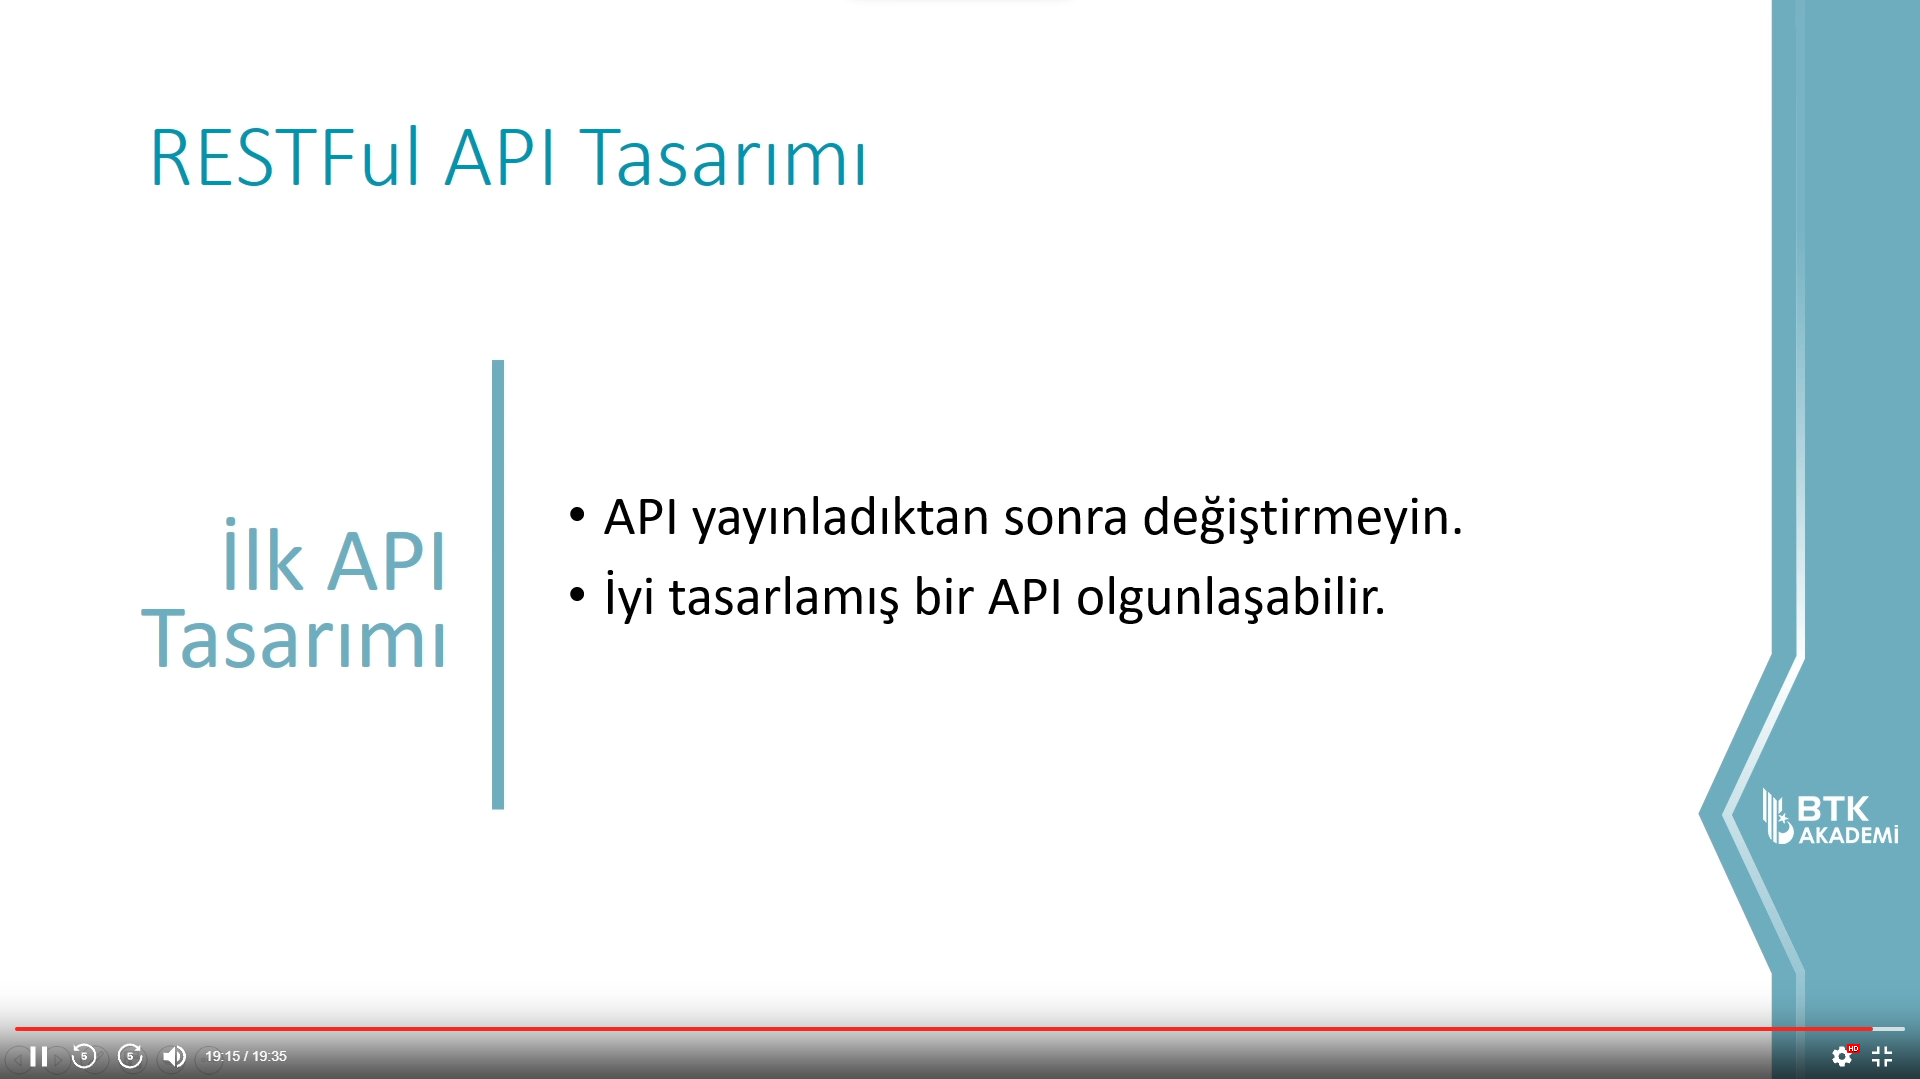 RESTFul API Tasarımı
İlk API
Tasarımı
• API yayınladıktan sonra değiştirmeyin.
• İyi tasarlamış bir API olgunlaşabilir.
BTK
AKADEMİ
5
5
19:15 / 19:35
HD